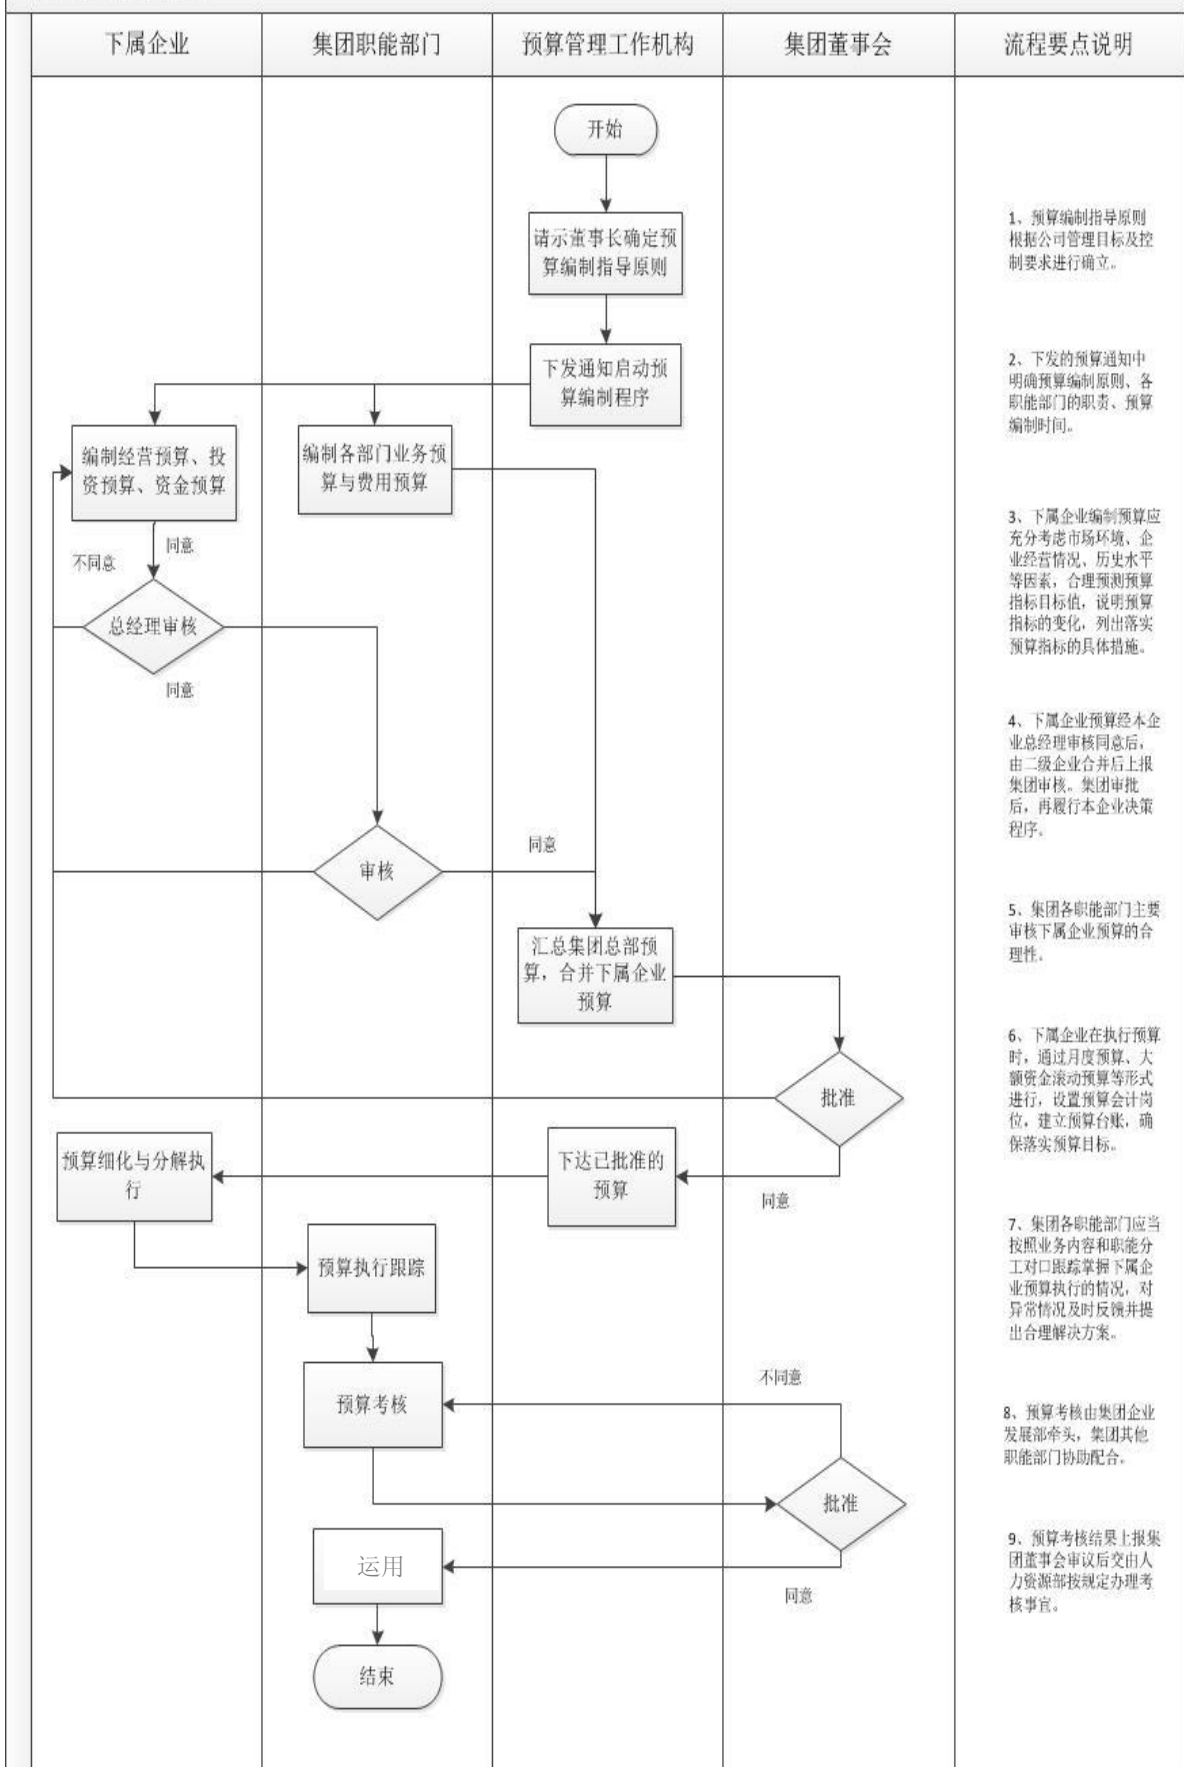 下属企业
集团职能部门
预算管理工作机构
集团董事会
流程要点说明
开始
请示董事长确定预
算编制指导原则
下发通知启动预
算编制程序
编制经营预算、投
资预算、资金预算
编制各部门业务预
算与费用预算
同意
不同意
总经理审核
同意
审核
同意
汇总集团总部预
算，合并下属企业
预算
批准
下达已批准的
预算
同意
预算细化与分解执
行
预算执行跟踪
预算考核
不同意
批准
同意
运用
结束
1、预算编制指导原则
根据公司管理目标及控
制要求进行确立。
2、下发的预算通知中
明确预算编制原则、各
职能部门的职责、预算
编制时间。
3、下属企业编制预算应
充分考虑市场环境、企
业经营情况、历史水平
等因素，合理预测预算
指标目标值，说明预算
指标的变化，列出落实
预算指标的具体措施。
4、下属企业预算经本企
业总经理审核同意后，
由二级企业合并后上报
集团审核。集团审批
后，再履行本企业决策
程序。
5、集团各职能部门主要
审核下属企业预算的合
理性。
6、下属企业在执行预算
时，通过月度预算、大
额资金滚动预算等形式
进行，设置预算会计岗
位，建立预算台账，确
保落实预算目标。
7、集团各职能部门应当
按照业务内容和职能分
工对口跟踪掌握下属企
业预算执行的情况，对
异常情况及时反馈并提
出合理解决方案。
8、预算考核由集团企业
发展部牵头，集团其他
职能部门协助配合。
9、预算考核结果上报集
团董事会审议后交由人
力资源部按规定办理考
核事宜。